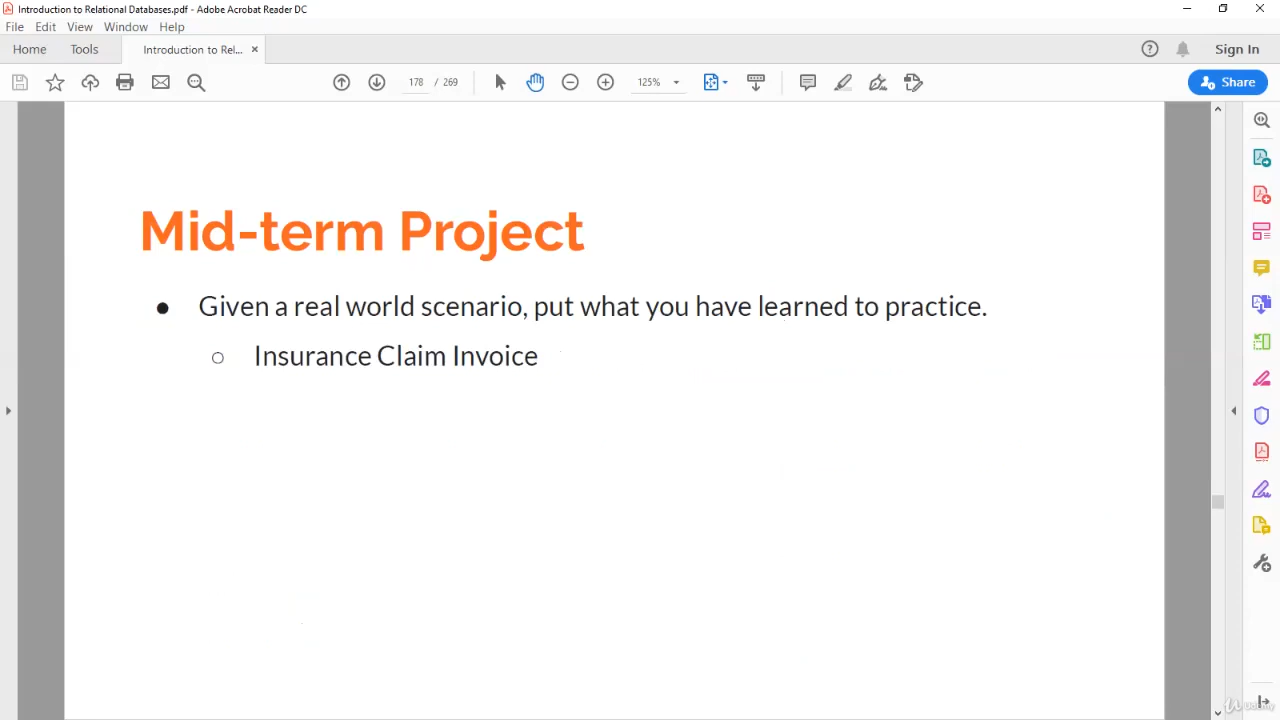 Introduction to Relational Databases.pdf - Adobe Acrobat Reader DC
File Edit View Window Help
Home Tools Introduction to Rel... × Sign In
178 / 269 125% Share
Mid-term Project
● Given a real world scenario, put what you have learned to practice.
○ Insurance Claim Invoice
Udemy